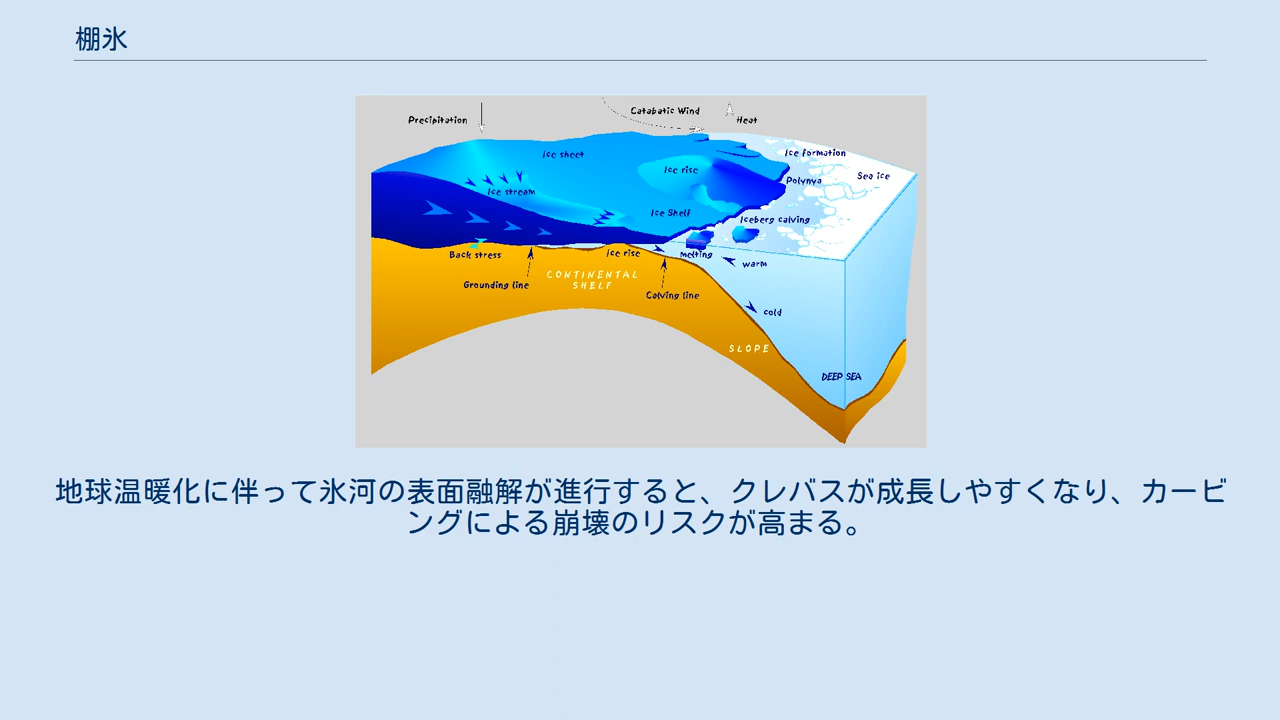 棚氷
Precipitation
Catabatic Wind
Heat
Ice sheet
Ice formation
Ice rise
Sea ice
Polynya
Ice stream
Ice Shelf
Iceberg calving
Back stress
Ice rise
melting
warm
CONTINENTAL
SHELF
Grounding line
Calving line
cold
SLOPE
DEEP SEA
地球温暖化に伴って氷河の表面融解が進行すると、クレバスが成長しやすくなり、カービ
ングによる崩壊のリスクが高まる。